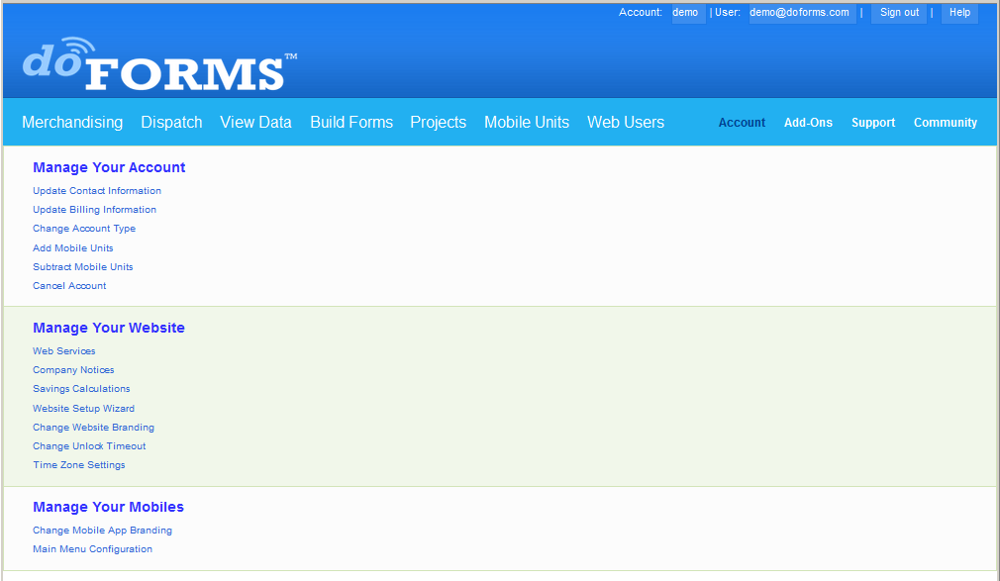 Account: demo | User: demo@doforms.com | Sign out | Help
doFORMS™
Merchandising Dispatch View Data Build Forms Projects Mobile Units Web Users Account Add-Ons Support Community
Manage Your Account
Update Contact Information
Update Billing Information
Change Account Type
Add Mobile Units
Subtract Mobile Units
Cancel Account
Manage Your Website
Web Services
Company Notices
Savings Calculations
Website Setup Wizard
Change Website Branding
Change Unlock Timeout
Time Zone Settings
Manage Your Mobiles
Change Mobile App Branding
Main Menu Configuration